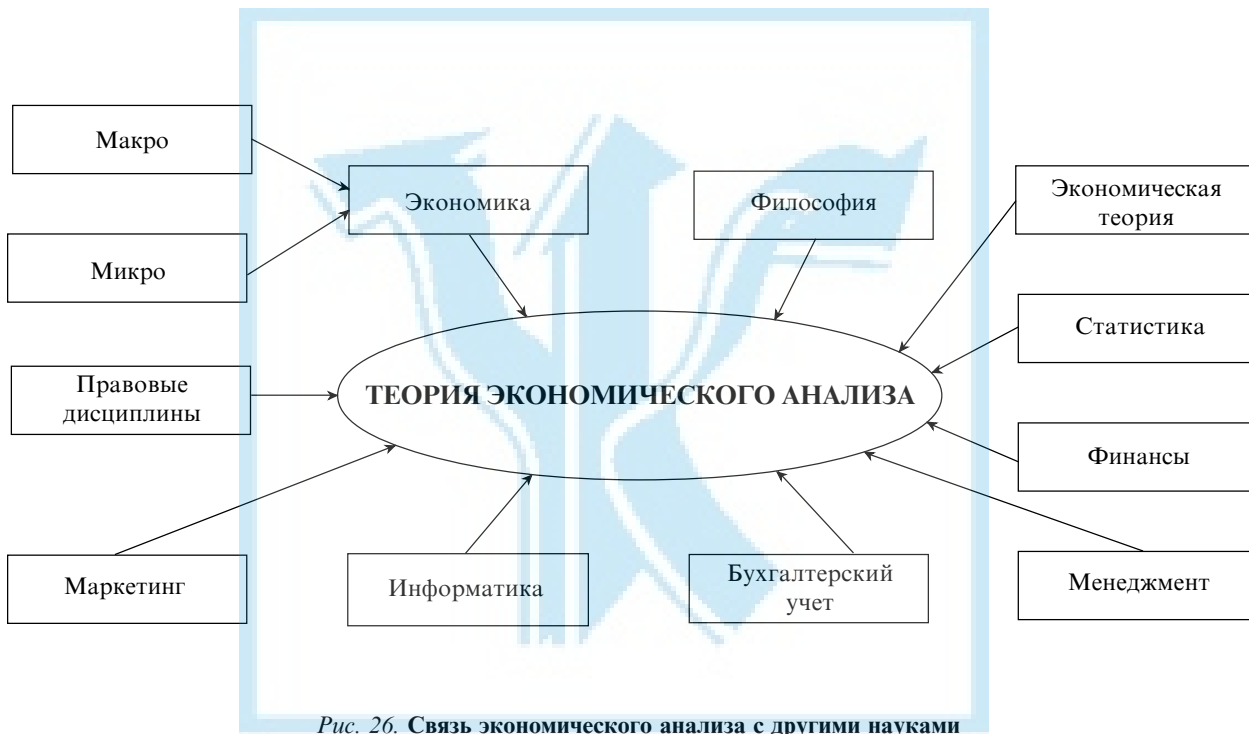 Макро
Экономика
Философия
Экономическая
теория
Микро
Статистика
Правовые
дисциплины
ТЕОРИЯ ЭКОНОМИЧЕСКОГО АНАЛИЗА
Финансы
Маркетинг
Информатика
Бухгалтерский
учет
Менеджмент
Рис. 26. Связь экономического анализа с другими науками